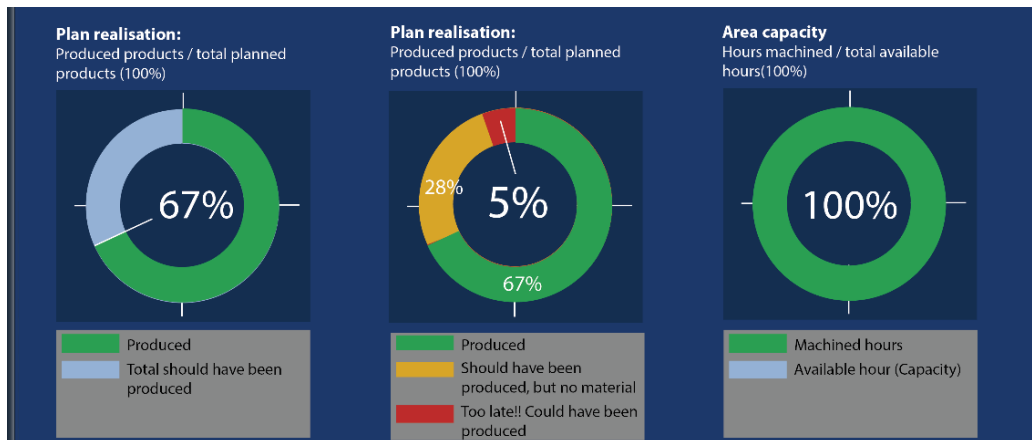 Plan realisation:
Produced products / total planned
products (100%)
67%
Produced
Total should have been
produced
Plan realisation:
Produced products / total planned
products (100%)
28%
5%
67%
Produced
Should have been
produced, but no material
Too late!! Could have been
produced
Area capacity
Hours machined / total available
hours(100%)
100%
Machined hours
Available hour (Capacity)